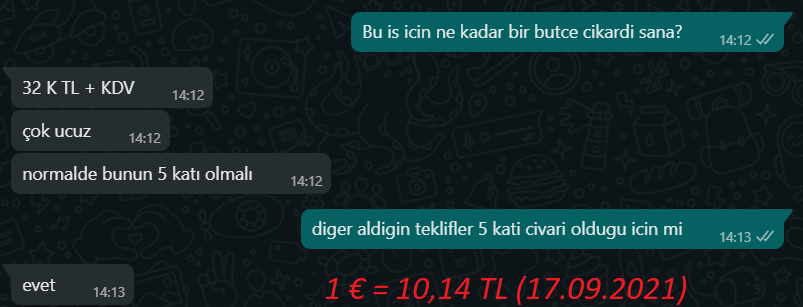 Bu is icin ne kadar bir butce cikardi sana?
14:12
32 K TL + KDV
14:12
çok ucuz
14:12
normalde bunun 5 katı olmalı
14:12
diger aldigin teklifler 5 kati civari oldugu icin mi
14:13
evet
14:13
1 € = 10,14 TL (17.09.2021)